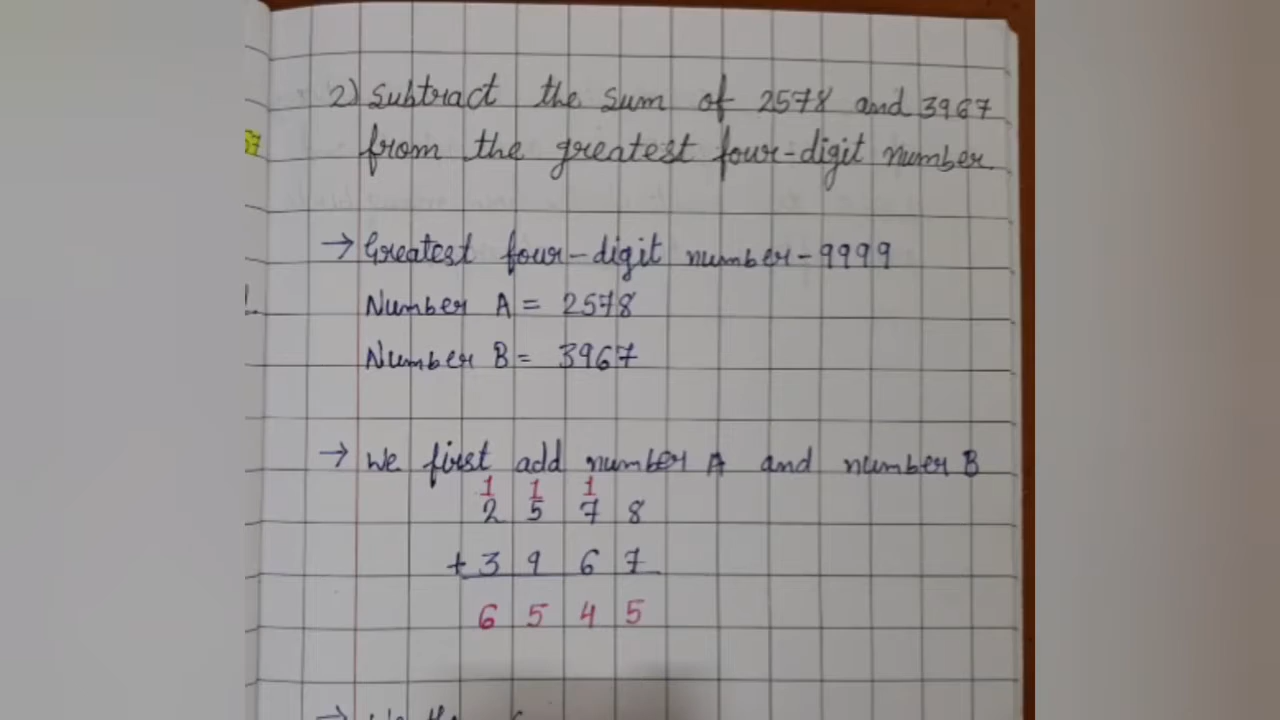 2) Subtract the sum of 2578 and 3967
from the greatest four-digit number
57
→ Greatest four-digit number - 9999
Number A = 2578
Number B = 3967
→ We first add number A and number B
1 1 1
2 5 7 8
+ 3 9 6 7
6 5 4 5